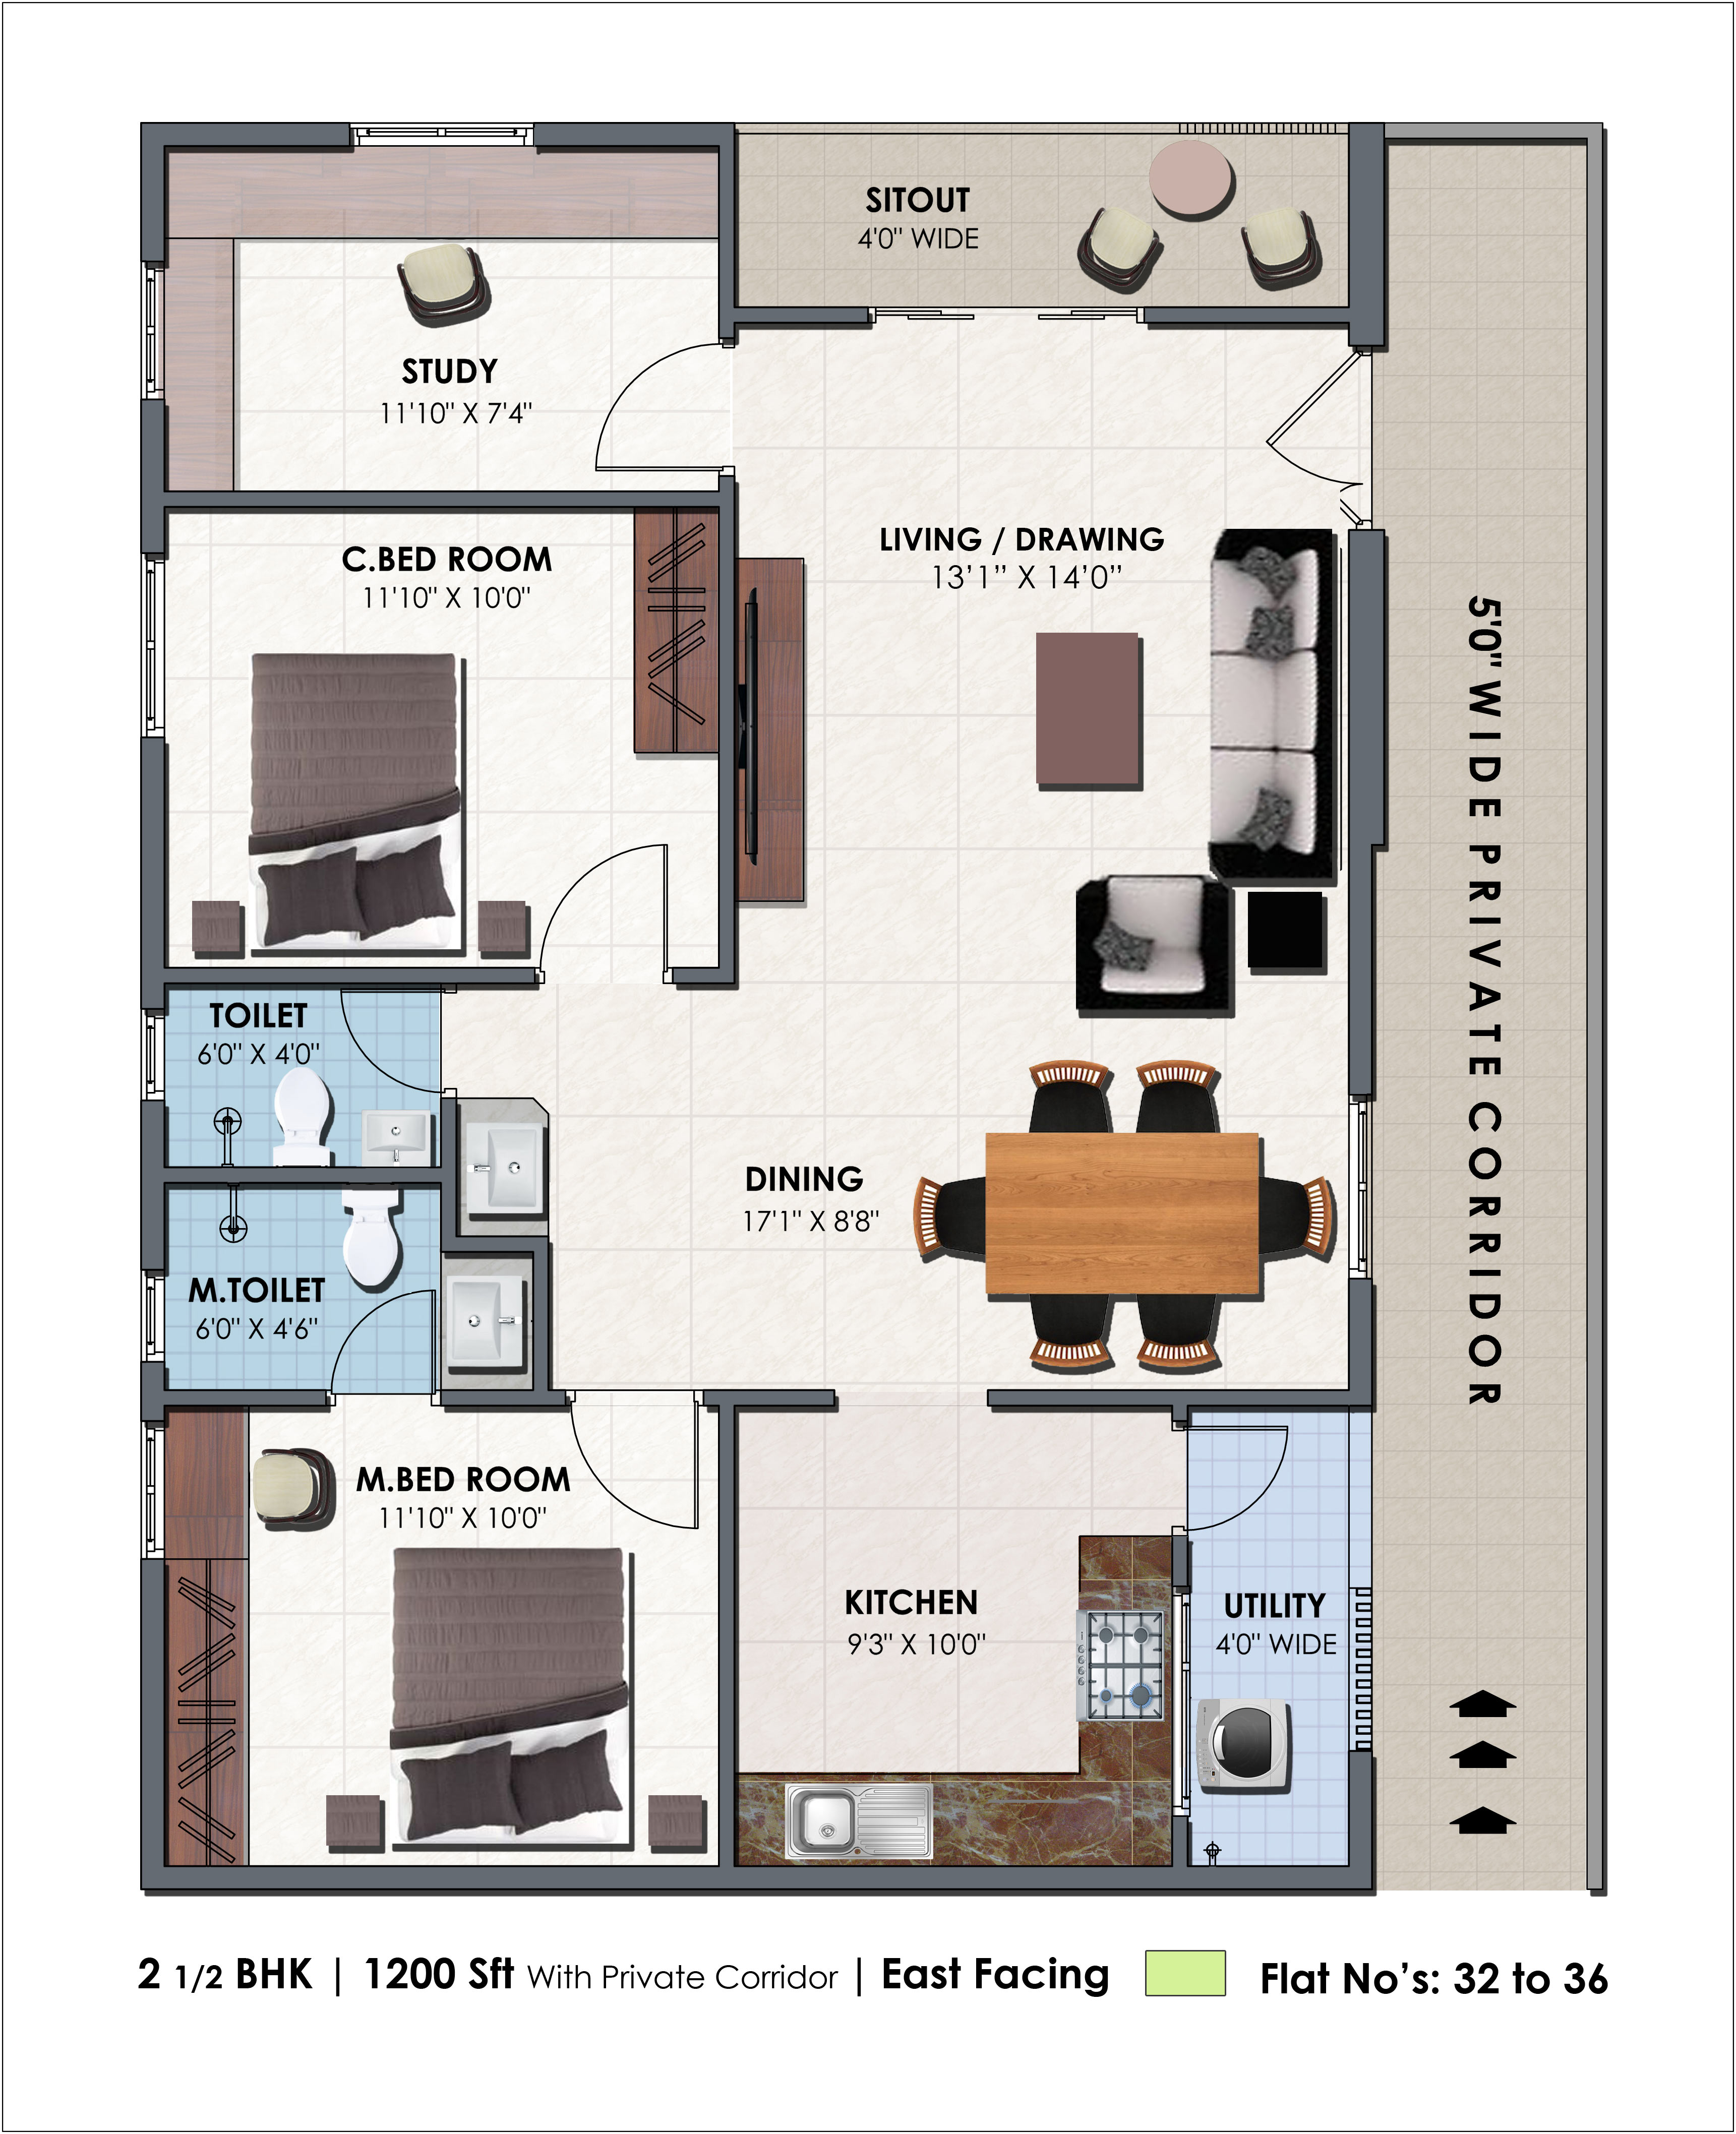 SITOUT
4'0" WIDE
STUDY
11'10" X 7'4"
LIVING / DRAWING
13’1” X 14’0”
C.BED ROOM
11'10" X 10'0"
5'0" WIDE PRIVATE CORRIDOR
TOILET
6'0" X 4'0"
DINING
17'1" X 8'8"
M.TOILET
6'0" X 4'6"
M.BED ROOM
11'10" X 10'0"
KITCHEN
9'3" X 10'0"
UTILITY
4'0" WIDE
2 1/2 BHK | 1200 Sft With Private Corridor | East Facing Flat No’s: 32 to 36